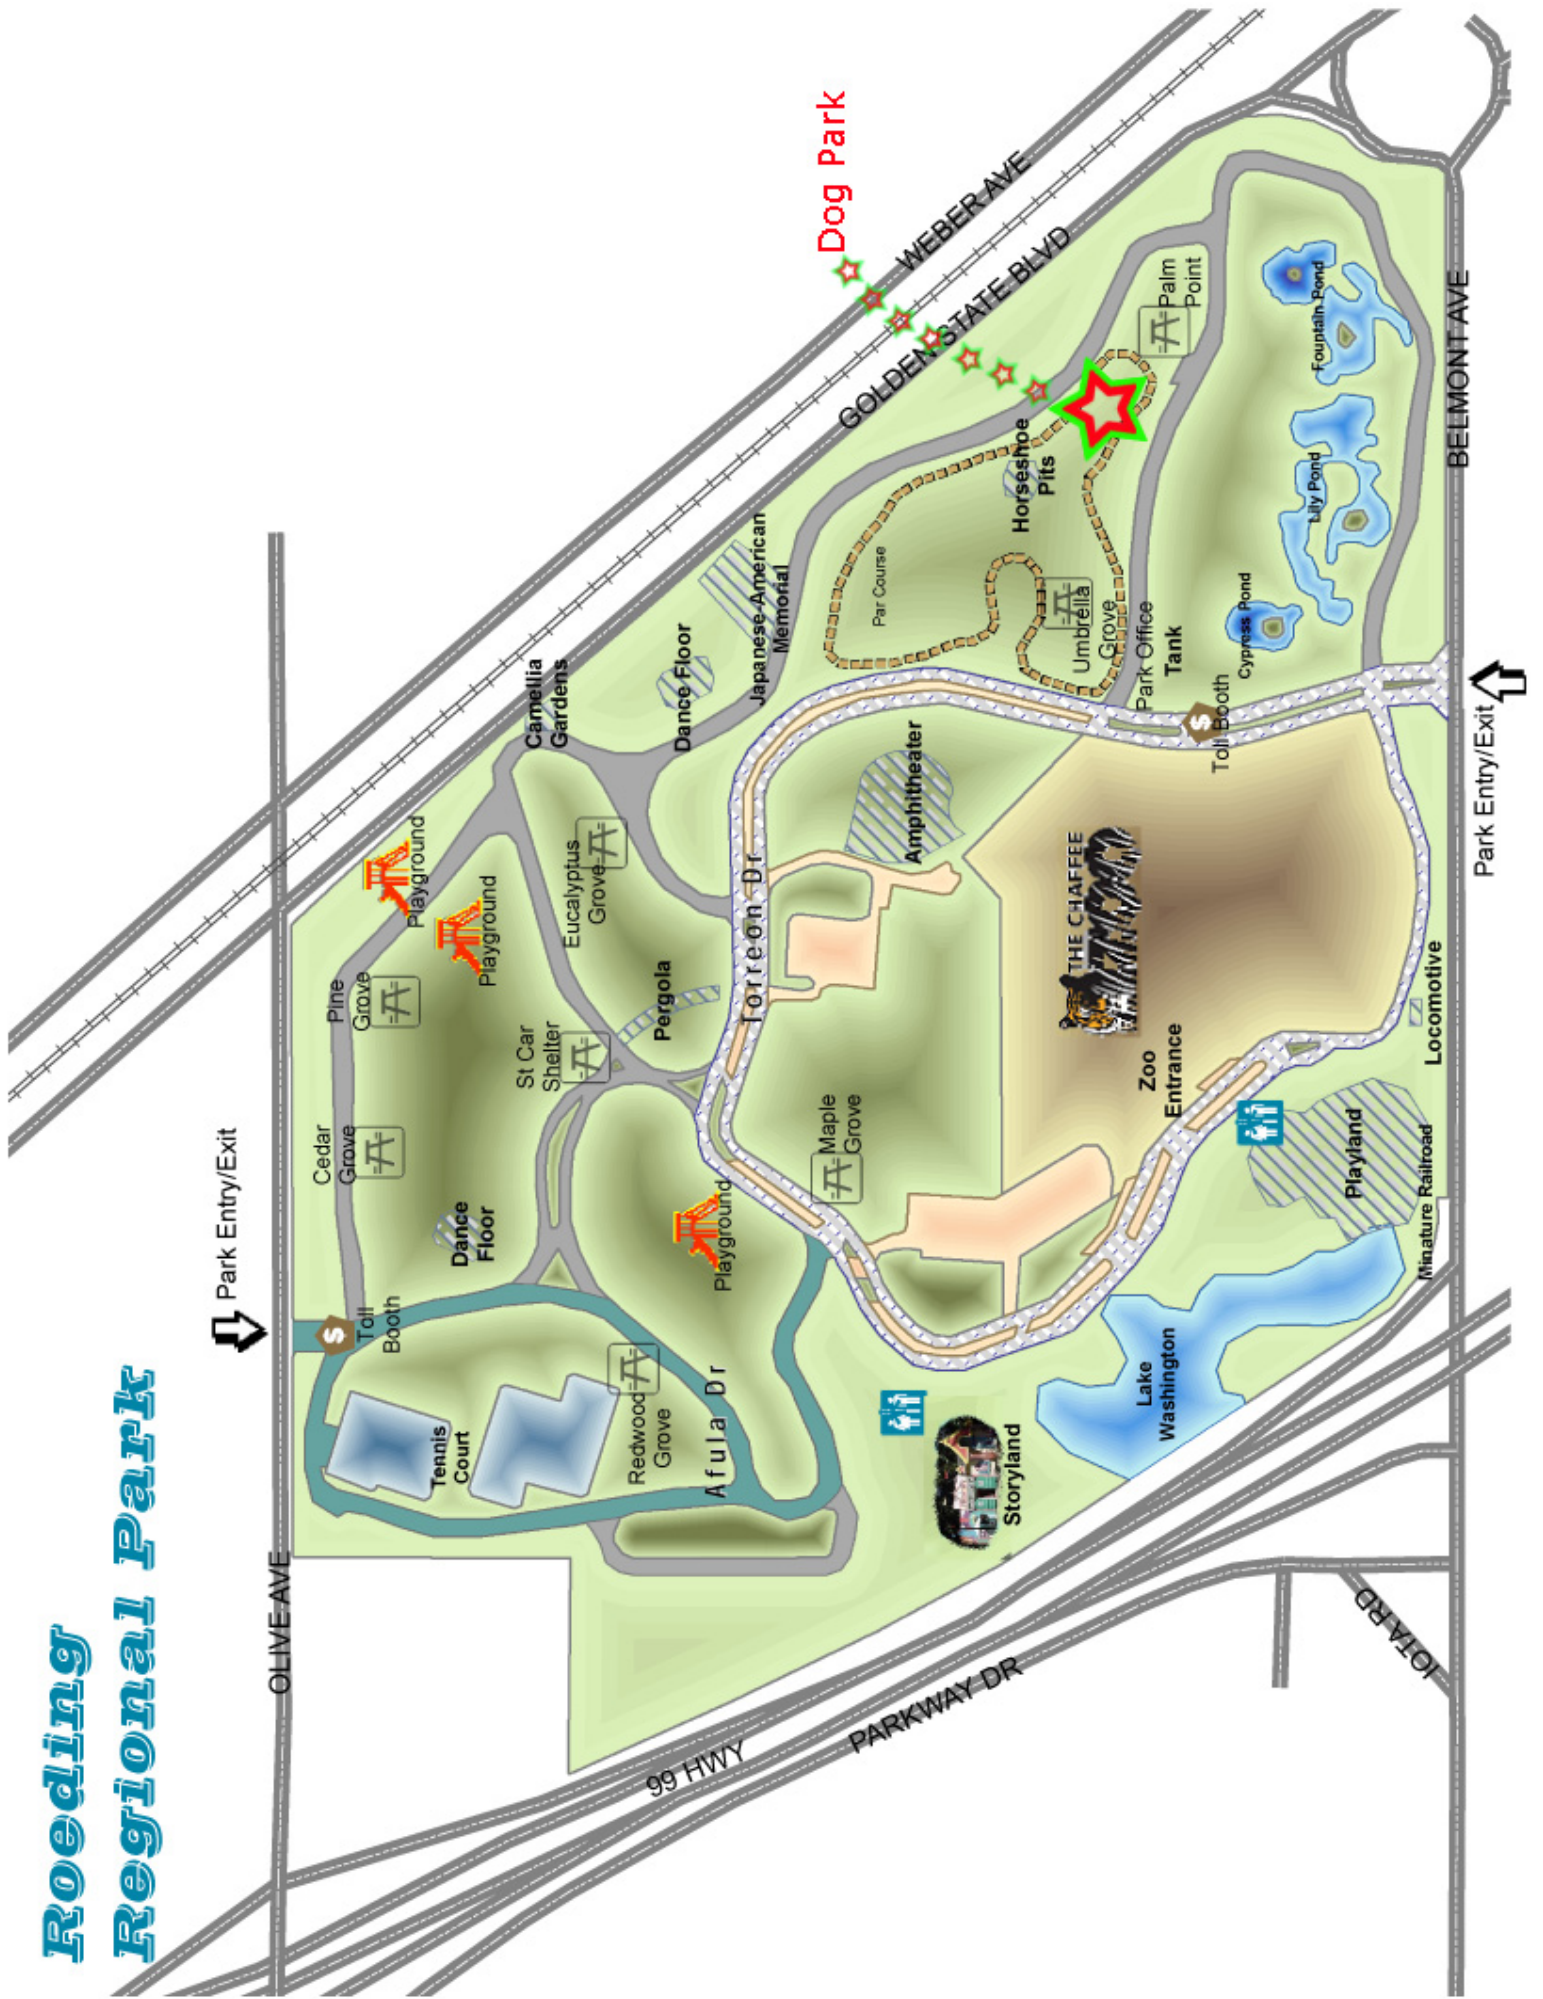 Roeding
Regional Park
Park Entry/Exit
OLIVE AVE
Toll
Booth
Cedar
Grove
Pine
Grove
Playground
Playground
Tennis
Court
Dance
Floor
St Car
Shelter
Eucalyptus
Grove
Camellia
Gardens
Redwood
Grove
Afula Dr
Playground
Pergola
Dance Floor
Torreon Dr
Japanese-American
Memorial
Dog Park
WEBER AVE
GOLDEN STATE BLVD
Maple
Grove
Amphitheater
Par Course
Horseshoe
Pits
Umbrella
Grove
Palm
Point
Park Office
Tank
$
$
Toll Booth
THE CHAFFEE
ZOO
Zoo
Entrance
Storyland
Lake
Washington
Playland
Minature Railroad
Locomotive
Cypress Pond
Lily Pond
Fountain Pond
BELMONT AVE
Park Entry/Exit
99 HWY
PARKWAY DR
IOTA RD